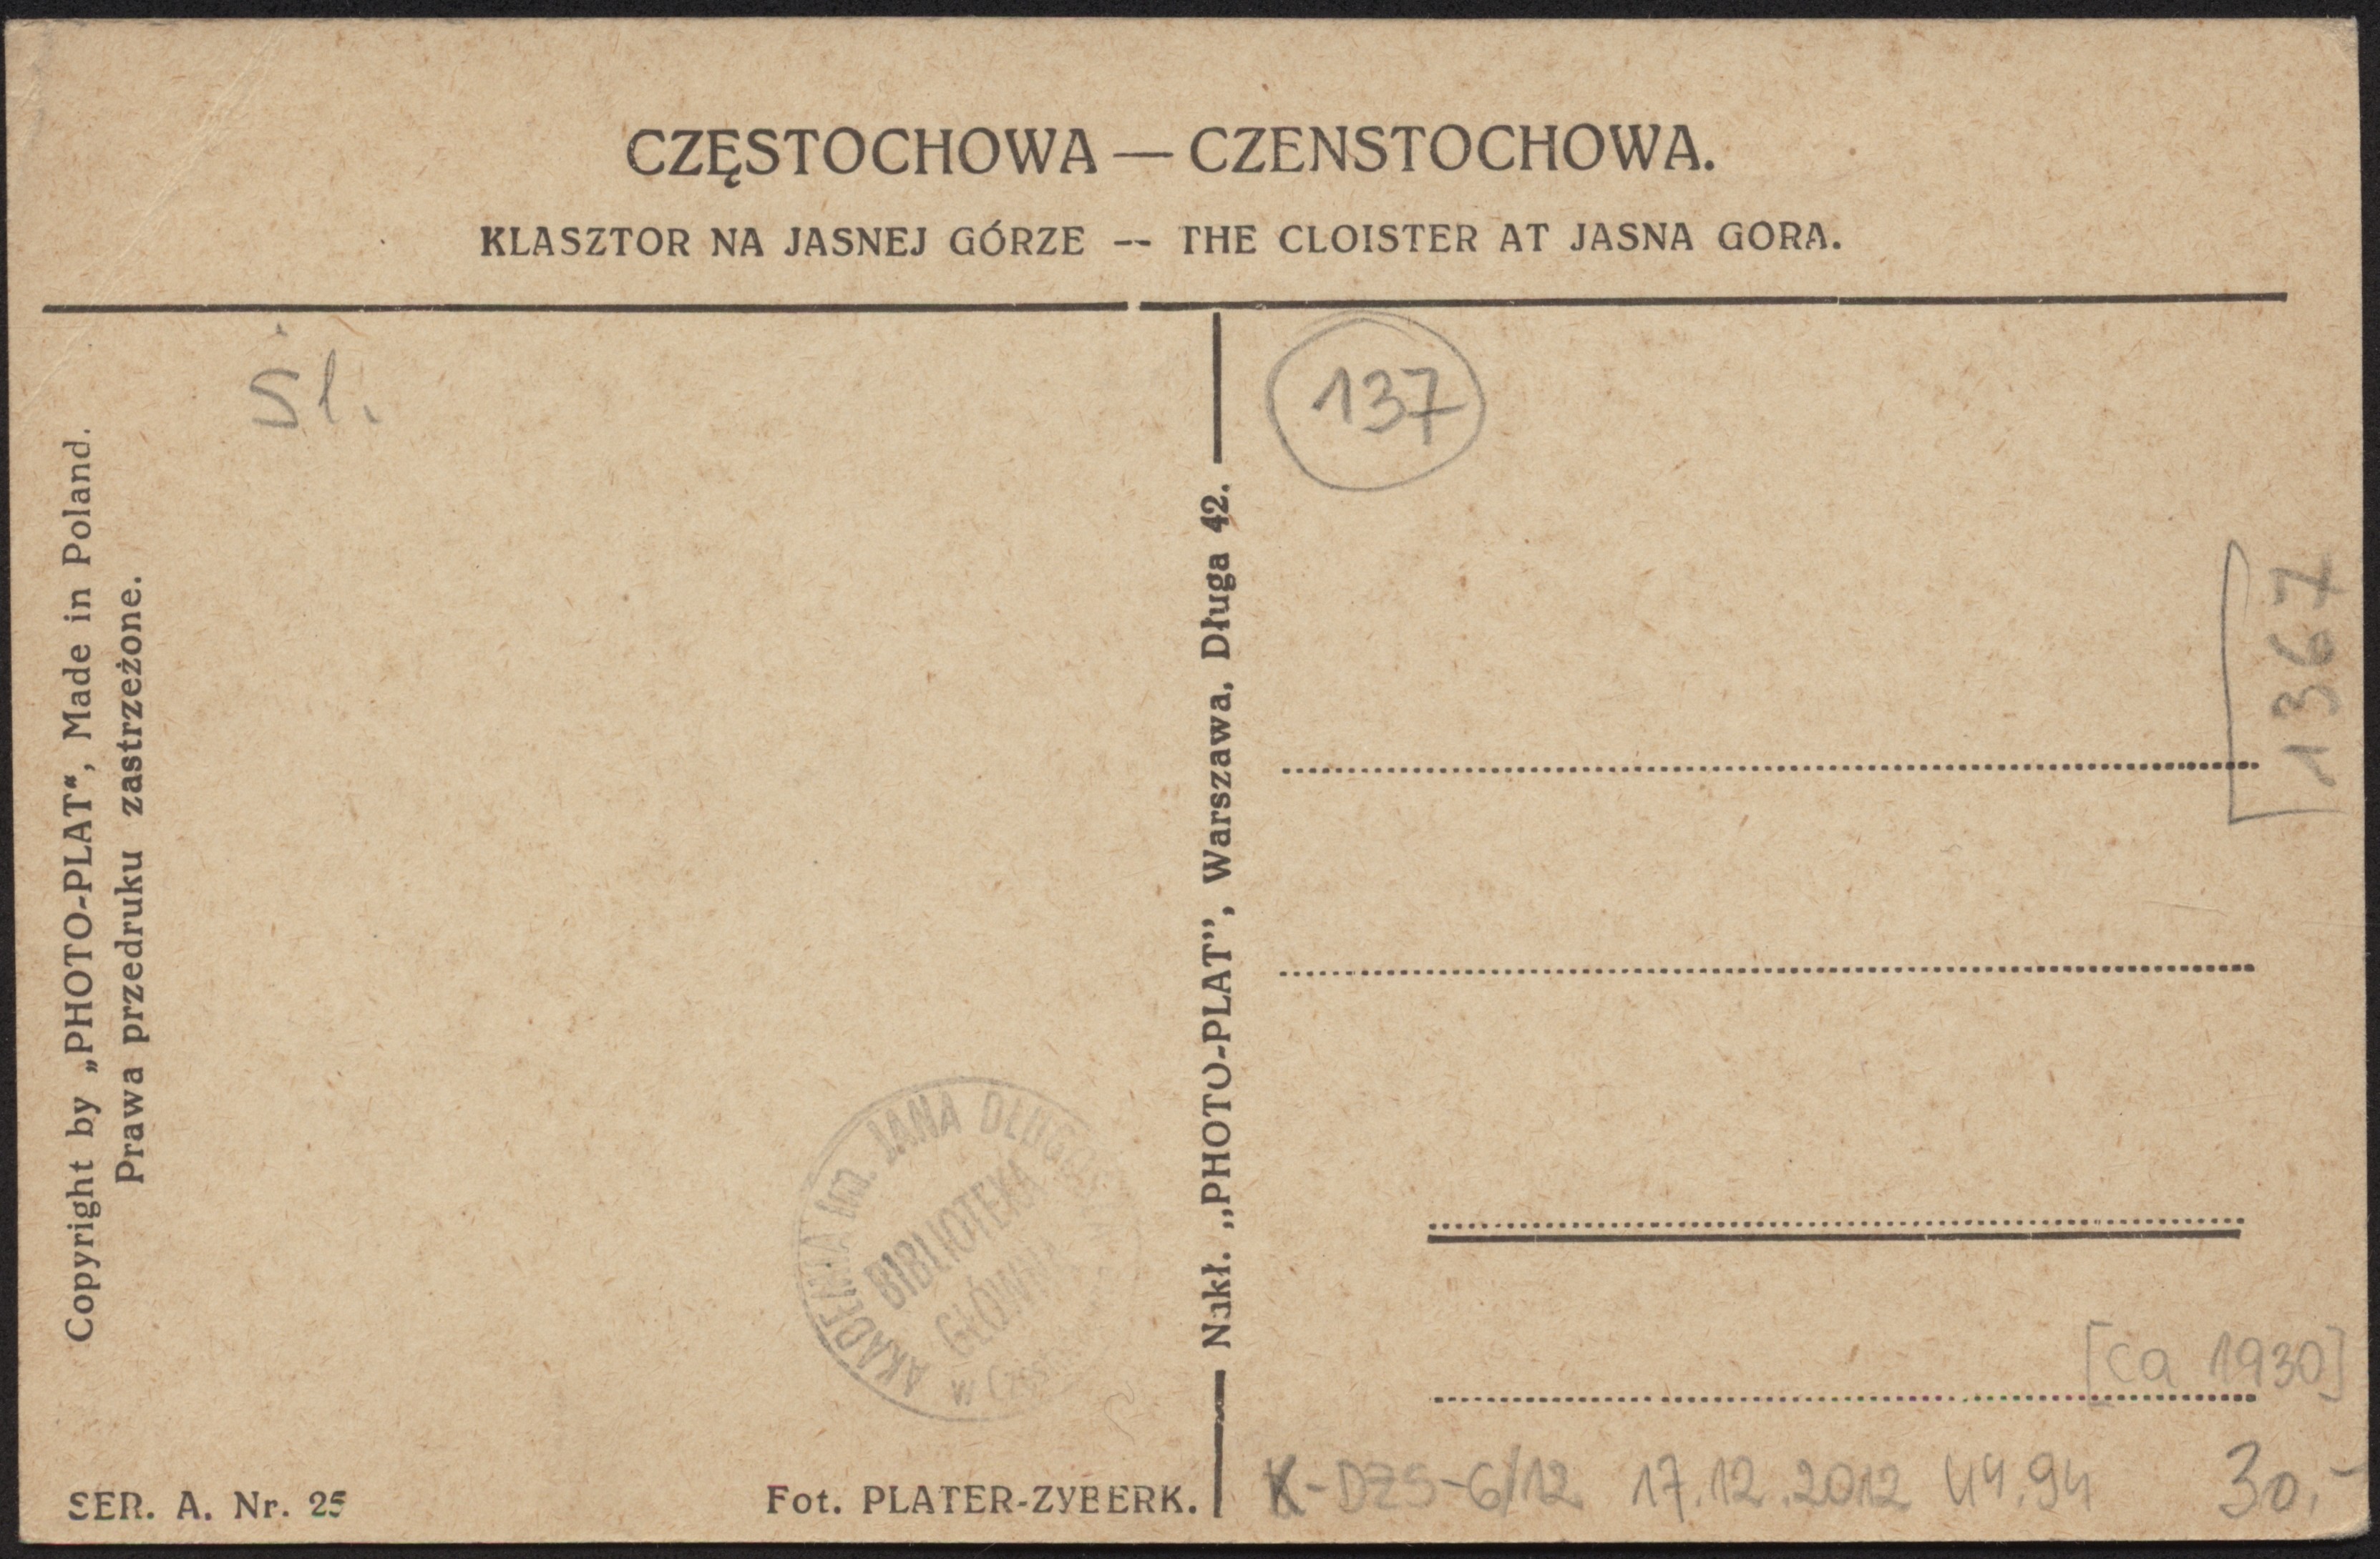 CZĘSTOCHOWA — CZENSTOCHOWA.
KLASZTOR NA JASNEJ GÓRZE -- THE CLOISTER AT JASNA GORA.
Śl.
137
1367
Copyright by „PHOTO-PLAT“, Made in Poland.
Prawa przedruku zastrzeżone.
Nakł. ,,PHOTO-PLAT’’, Warszawa, Długa 42.
AKADEMIA im. JANA DŁUG
BIBLIOTEKA
GŁÓWNA
w Częst
[ca 1930]
SER. A. Nr. 25
Fot. PLATER-ZYBERK.
K-DZS-6/12 17.12.2012 44.94 30,-